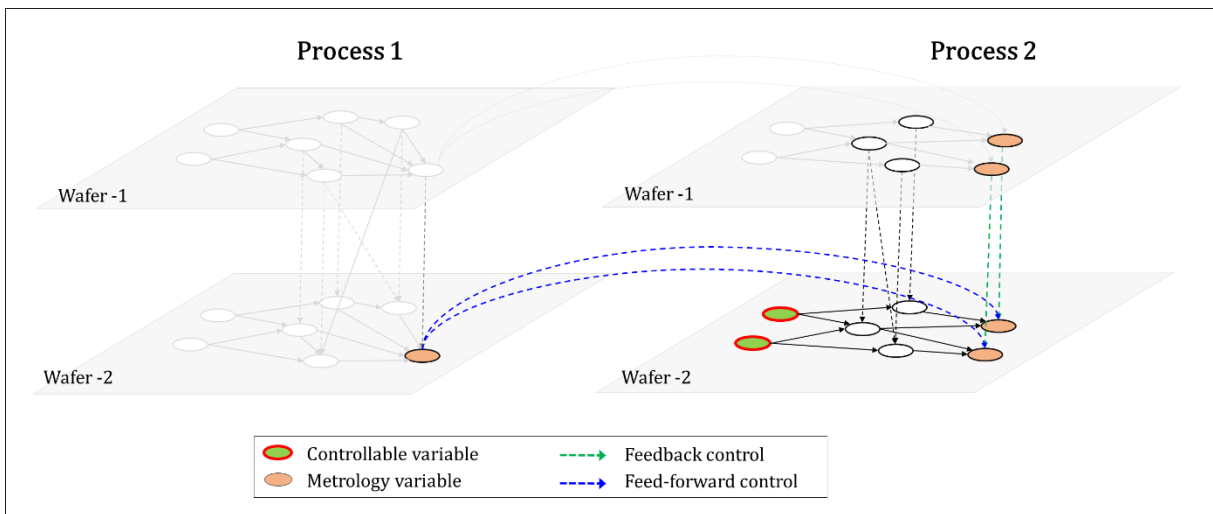 Process 1
Process 2
Wafer -1
Wafer -1
Wafer -2
Wafer -2
Controllable variable
Feedback control
Metrology variable
Feed-forward control